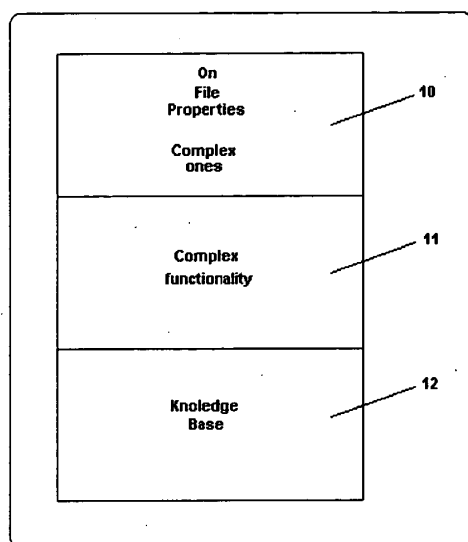 On
File
Properties
Complex
ones
10
Complex
functionality
11
Knoledge
Base
12